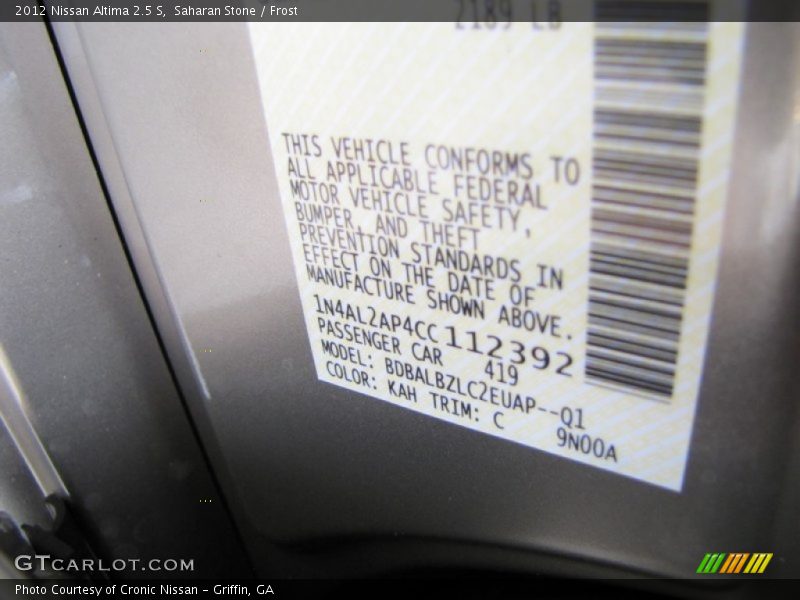 2012 Nissan Altima 2.5 S, Saharan Stone / Frost
2189 LB
THIS VEHICLE CONFORMS TO
ALL APPLICABLE FEDERAL
MOTOR VEHICLE SAFETY,
BUMPER, AND THEFT
PREVENTION STANDARDS IN
EFFECT ON THE DATE OF
MANUFACTURE SHOWN ABOVE.
1N4AL2AP4CC112392
PASSENGER CAR 419
MODEL: BDBALBZLC2EUAP--Q1
COLOR: KAH TRIM: C 9N00A
GTCARLOT.COM
Photo Courtesy of Cronic Nissan - Griffin, GA